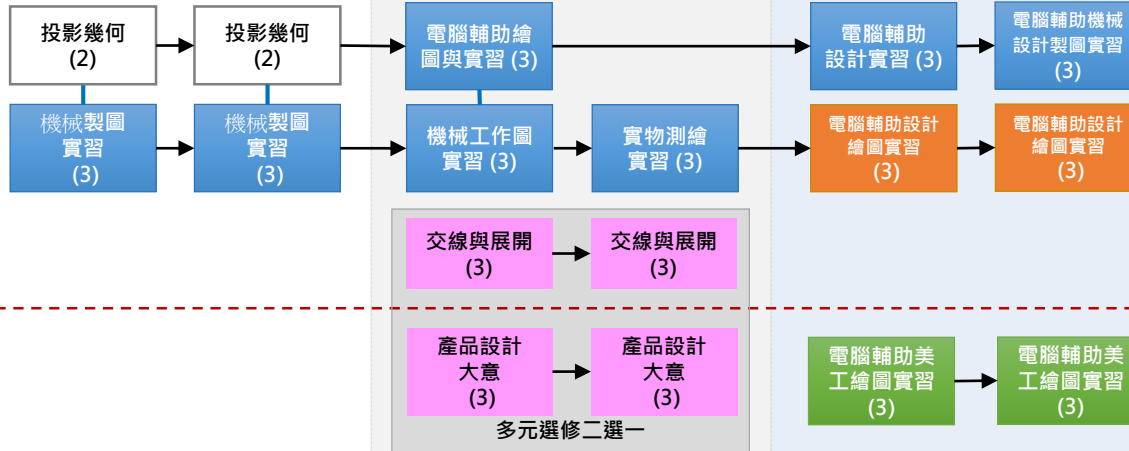 投影幾何
(2)
投影幾何
(2)
電腦輔助繪
圖與實習 (3)
電腦輔助
設計實習 (3)
電腦輔助機械
設計製圖實習
(3)
機械製圖
實習
(3)
機械製圖
實習
(3)
機械工作圖
實習 (3)
實物測繪
實習 (3)
電腦輔助設計
繪圖實習
(3)
電腦輔助設計
繪圖實習
(3)
交線與展開
(3)
交線與展開
(3)
產品設計
大意
(3)
產品設計
大意
(3)
電腦輔助美
工繪圖實習
(3)
電腦輔助美
工繪圖實習
(3)
多元選修二選一